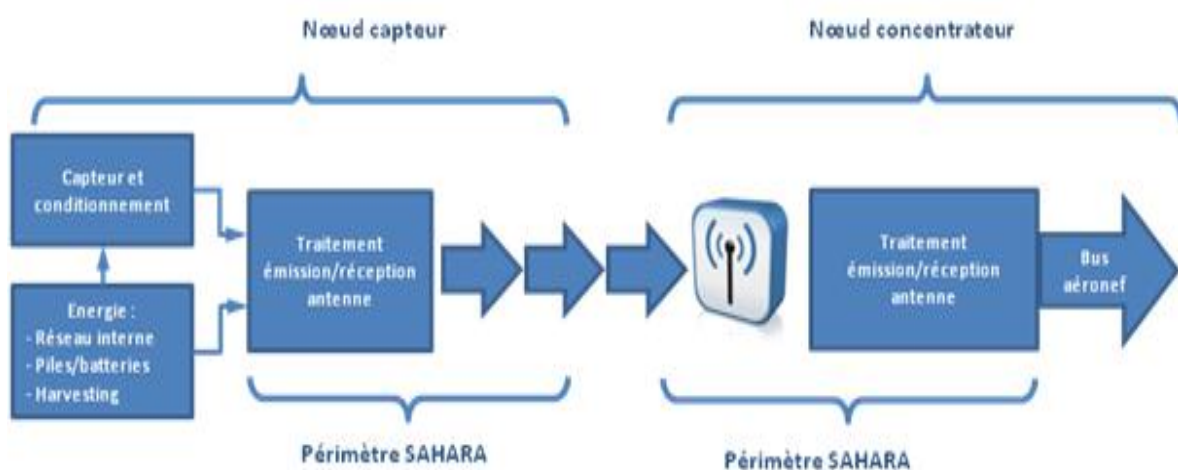 Nœud capteur
Nœud concentrateur
Capteur et
conditionnement
Energie :
- Réseau interne
- Piles/batteries
- Harvesting
Traitement
émission/réception
antenne
Traitement
émission/réception
antenne
Bus
aéronef
Périmètre SAHARA
Périmètre SAHARA